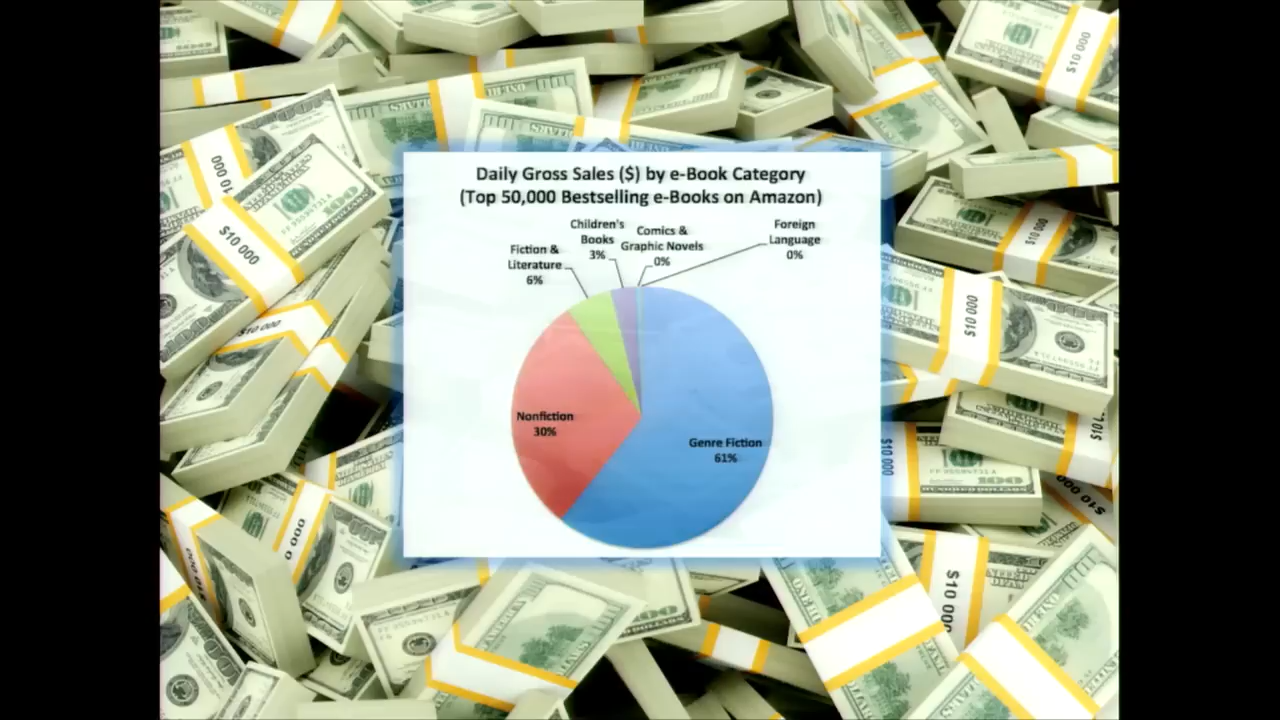 Daily Gross Sales ($) by e-Book Category
(Top 50,000 Bestselling e-Books on Amazon)
Children's
Books
3%
Comics &
Graphic Novels
0%
Foreign
Language
0%
Fiction &
Literature
6%
Nonfiction
30%
Genre Fiction
61%
$10 000
$10 000
$10 000
$10 000
$10 000
$10 000